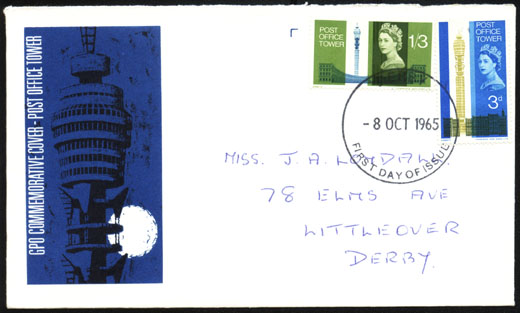 GPO COMMEMORATIVE COVER · POST OFFICE TOWER
POST
OFFICE
TOWER
1/3
POST
OFFICE
TOWER
3d
-8 OCT 1965
FIRST DAY OF ISSUE
MISS. J. A.
78 ELMS AVE
LITTLEOVER
DERBY.